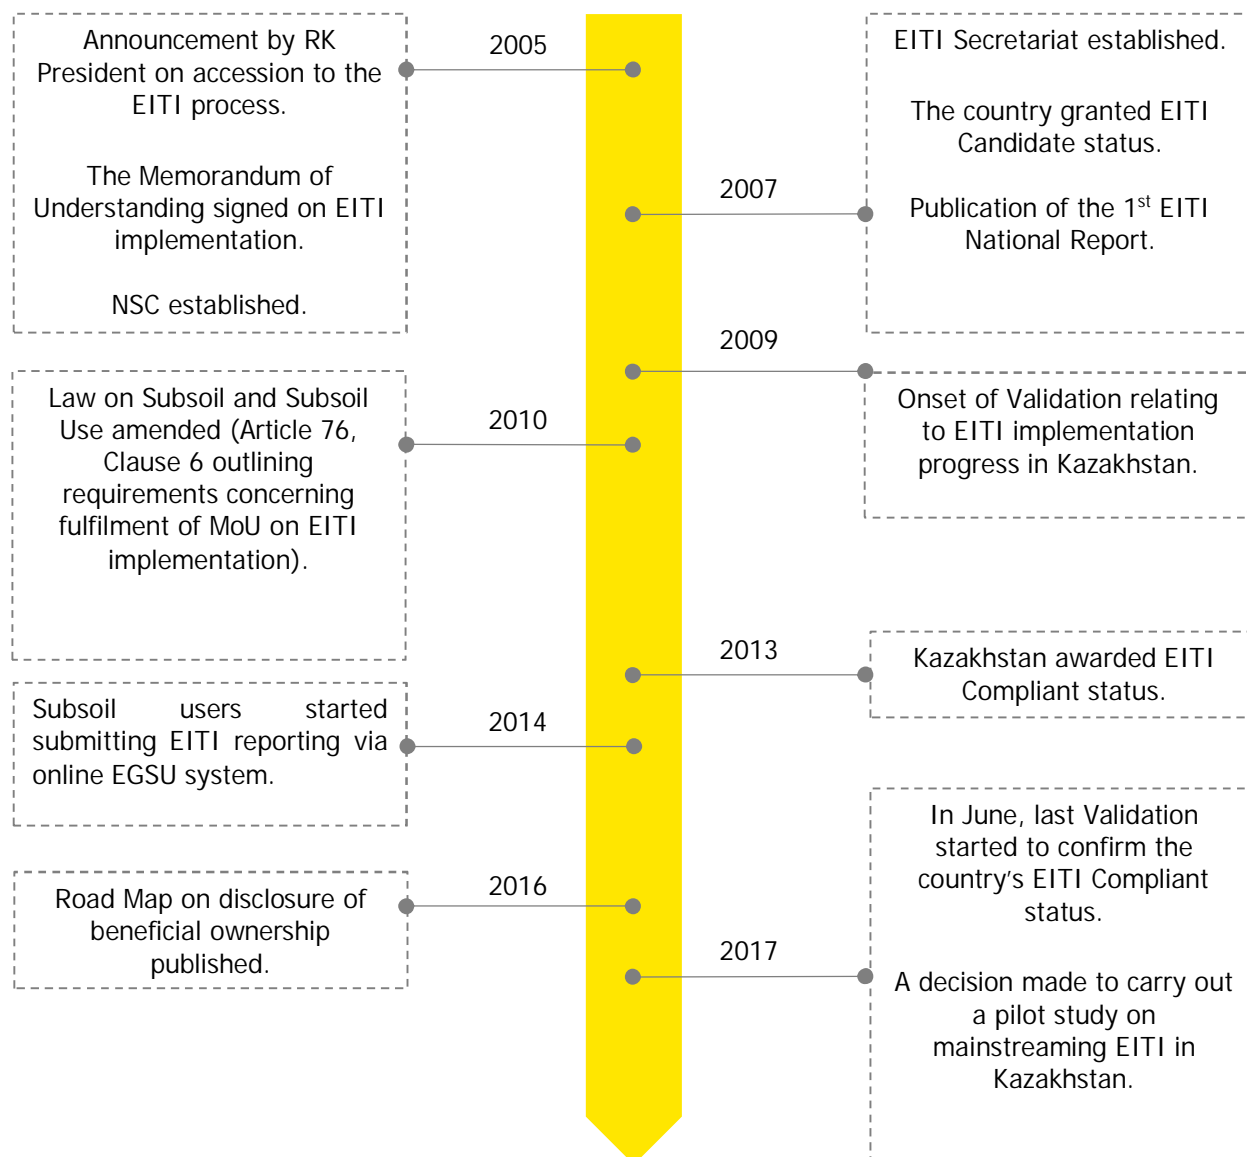 2005
Announcement by RK
President on accession to the
EITI process.
The Memorandum of
Understanding signed on EITI
implementation.
NSC established.
2007
EITI Secretariat established.
The country granted EITI
Candidate status.
Publication of the 1st EITI
National Report.
2009
Onset of Validation relating
to EITI implementation
progress in Kazakhstan.
2010
Law on Subsoil and Subsoil
Use amended (Article 76,
Clause 6 outlining
requirements concerning
fulfilment of MoU on EITI
implementation).
2013
Kazakhstan awarded EITI
Compliant status.
2014
Subsoil users started
submitting EITI reporting via
online EGSU system.
2016
Road Map on disclosure of
beneficial ownership
published.
2017
In June, last Validation
started to confirm the
country's EITI Compliant
status.
A decision made to carry out
a pilot study on
mainstreaming EITI in
Kazakhstan.